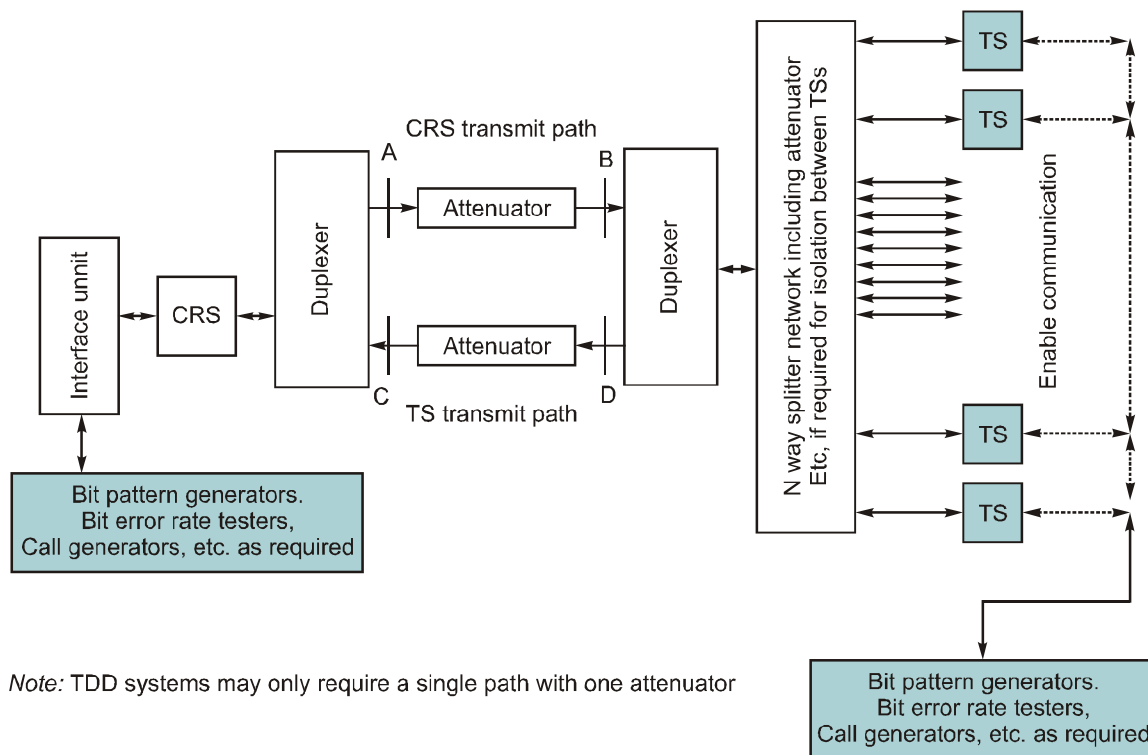 TS
TS
CRS transmit path
A
B
Attenuator
Duplexer
Duplexer
N way splitter network including attenuator
Etc, if required for isolation between TSs
Enable communication
Interface unnit
CRS
Attenuator
C
D
TS transmit path
TS
TS
Bit pattern generators.
Bit error rate testers,
Call generators, etc. as required
Note: TDD systems may only require a single path with one attenuator
Bit pattern generators.
Bit error rate testers,
Call generators, etc. as required